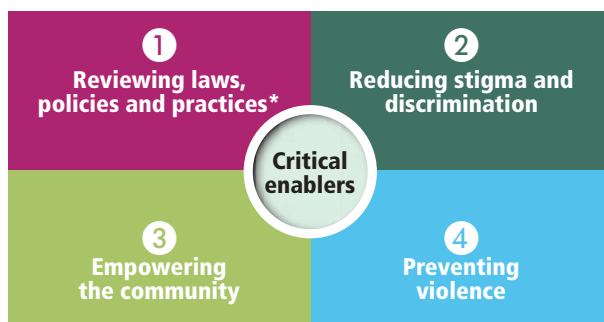 1
Reviewing laws,
policies and practices*
2
Reducing stigma and
discrimination
Critical
enablers
3
Empowering
the community
4
Preventing
violence